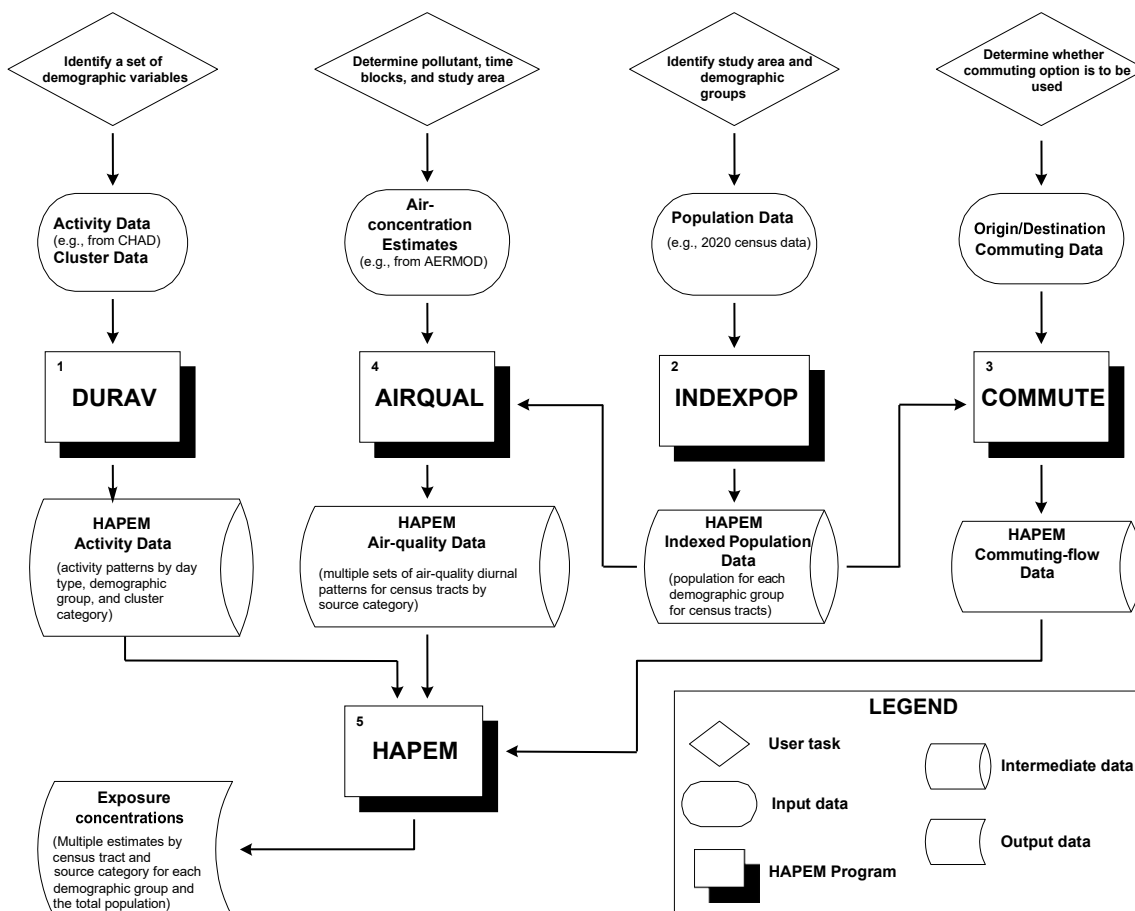 Identify a set of
demographic variables
Determine pollutant, time
blocks, and study area
Identify study area and
demographic
groups
Determine whether
commuting option is to be
used
Activity Data
(e.g., from CHAD)
Cluster Data
Air-
concentration
Estimates
(e.g., from AERMOD)
Population Data
(e.g., 2020 census data)
Origin/Destination
Commuting Data
1
DURAV
4
AIRQUAL
2
INDEXPOP
3
COMMUTE
HAPEM
Activity Data
(activity patterns by day
type, demographic
group, and cluster
category)
HAPEM
Air-quality Data
(multiple sets of air-quality diurnal
patterns for census tracts by
source category)
HAPEM
Indexed Population
Data
(population for each
demographic group
for census tracts)
HAPEM
Commuting-flow
Data
5
HAPEM
Exposure
concentrations
(Multiple estimates by
census tract and
source category for each
demographic group and
the total population)
LEGEND
User task
Input data
HAPEM Program
Intermediate data
Output data